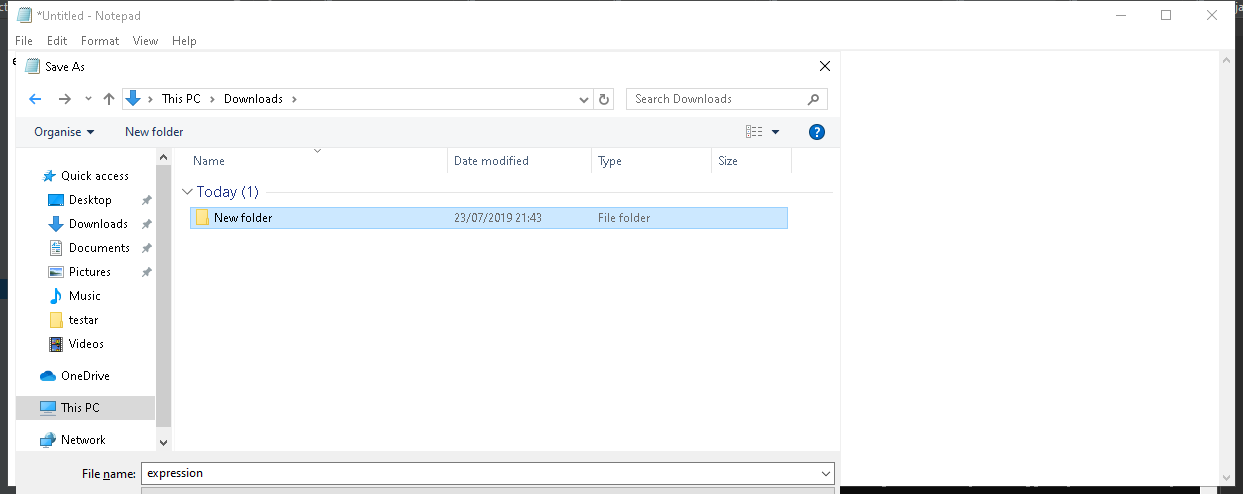 *Untitled - Notepad
File Edit Format View Help
Save As
This PC Downloads
Search Downloads
Organise New folder
Name Date modified Type Size
Quick access
Today (1)
Desktop
New folder 23/07/2019 21:43 File folder
Downloads
Documents
Pictures
Music
testar
Videos
OneDrive
This PC
Network
File name: expression